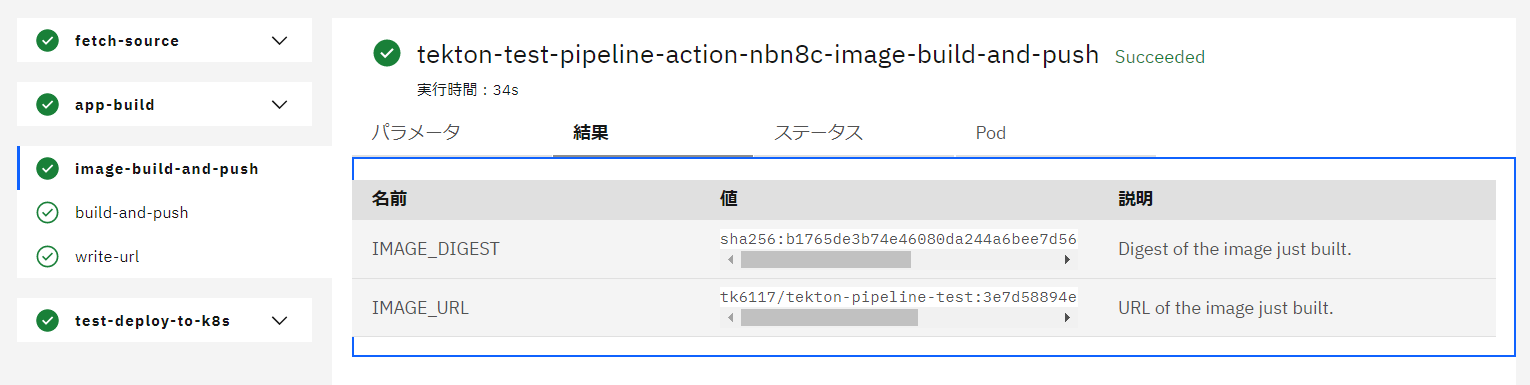 fetch-source
app-build
image-build-and-push
build-and-push
write-url
test-deploy-to-k8s
tekton-test-pipeline-action-nbn8c-image-build-and-push Succeeded
実行時間：34s
パラメータ 結果 ステータス Pod
名前 値 説明
IMAGE_DIGEST sha256:b1765de3b74e46080da244a6bee7d56 Digest of the image just built.
IMAGE_URL tk6117/tekton-pipeline-test:3e7d58894e URL of the image just built.